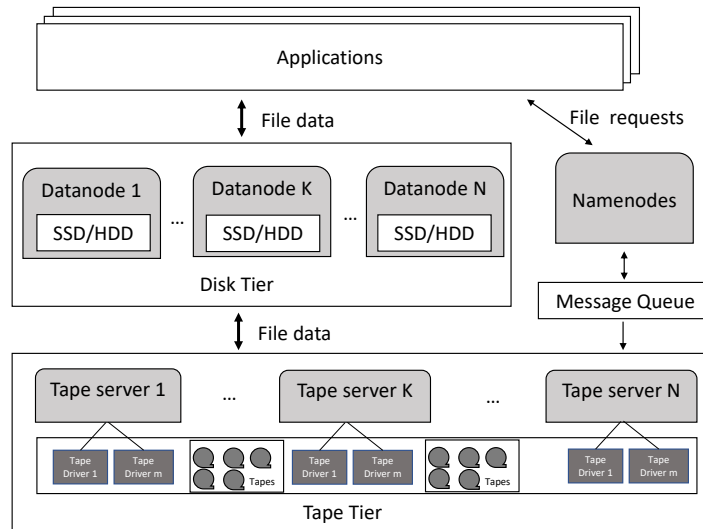 Applications
File data
File requests
Datanode 1
Datanode K
Datanode N
...
...
SSD/HDD
SSD/HDD
SSD/HDD
Namenodes
Disk Tier
Message Queue
File data
Tape server 1
...
Tape server K
...
Tape server N
Tape
Driver 1
Tape
Driver m
Tapes
Tape
Driver 1
Tape
Driver m
Tapes
Tape
Driver 1
Tape
Driver m
Tape Tier